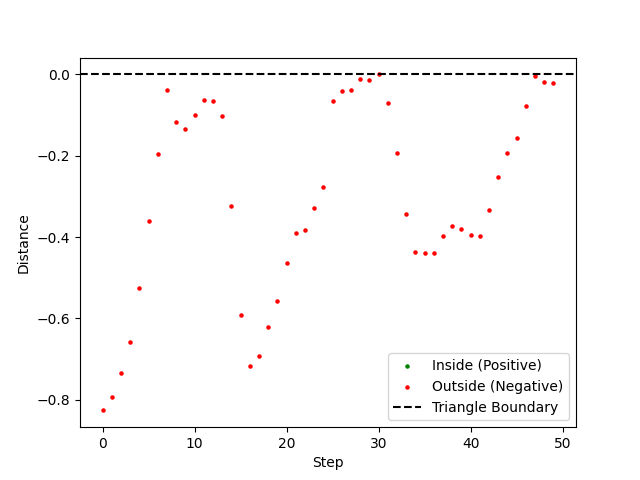 0.0
−0.2
−0.4
−0.6
−0.8
Distance
0 10 20 30 40 50
Step
Inside (Positive)
Outside (Negative)
Triangle Boundary